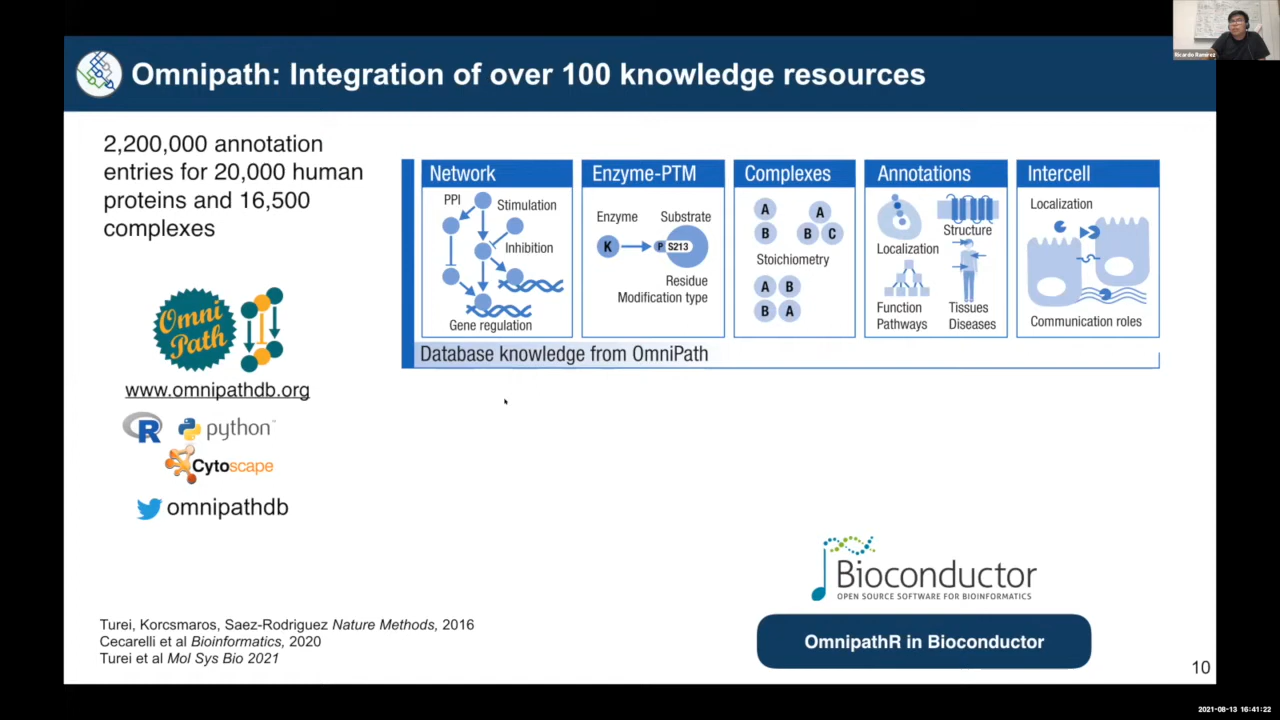 Omnipath: Integration of over 100 knowledge resources
Ricardo Ramirez
2,200,000 annotation
entries for 20,000 human
proteins and 16,500
complexes
Omni
Path
www.omnipathdb.org
R
python™
Cytoscape
omnipathdb
Network
PPI
Stimulation
Inhibition
Gene regulation
Enzyme-PTM
Enzyme
Substrate
K
P
S213
Residue
Modification type
Complexes
A
A
B
B C
Stoichiometry
A B
B A
Annotations
Structure
Localization
Function
Pathways
Tissues
Diseases
Intercell
Localization
Communication roles
Database knowledge from OmniPath
Bioconductor
OPEN SOURCE SOFTWARE FOR BIOINFORMATICS
OmnipathR in Bioconductor
Turei, Korcsmaros, Saez-Rodriguez Nature Methods, 2016
Cecarelli et al Bioinformatics, 2020
Turei et al Mol Sys Bio 2021
10
2021-08-13 16:41:22